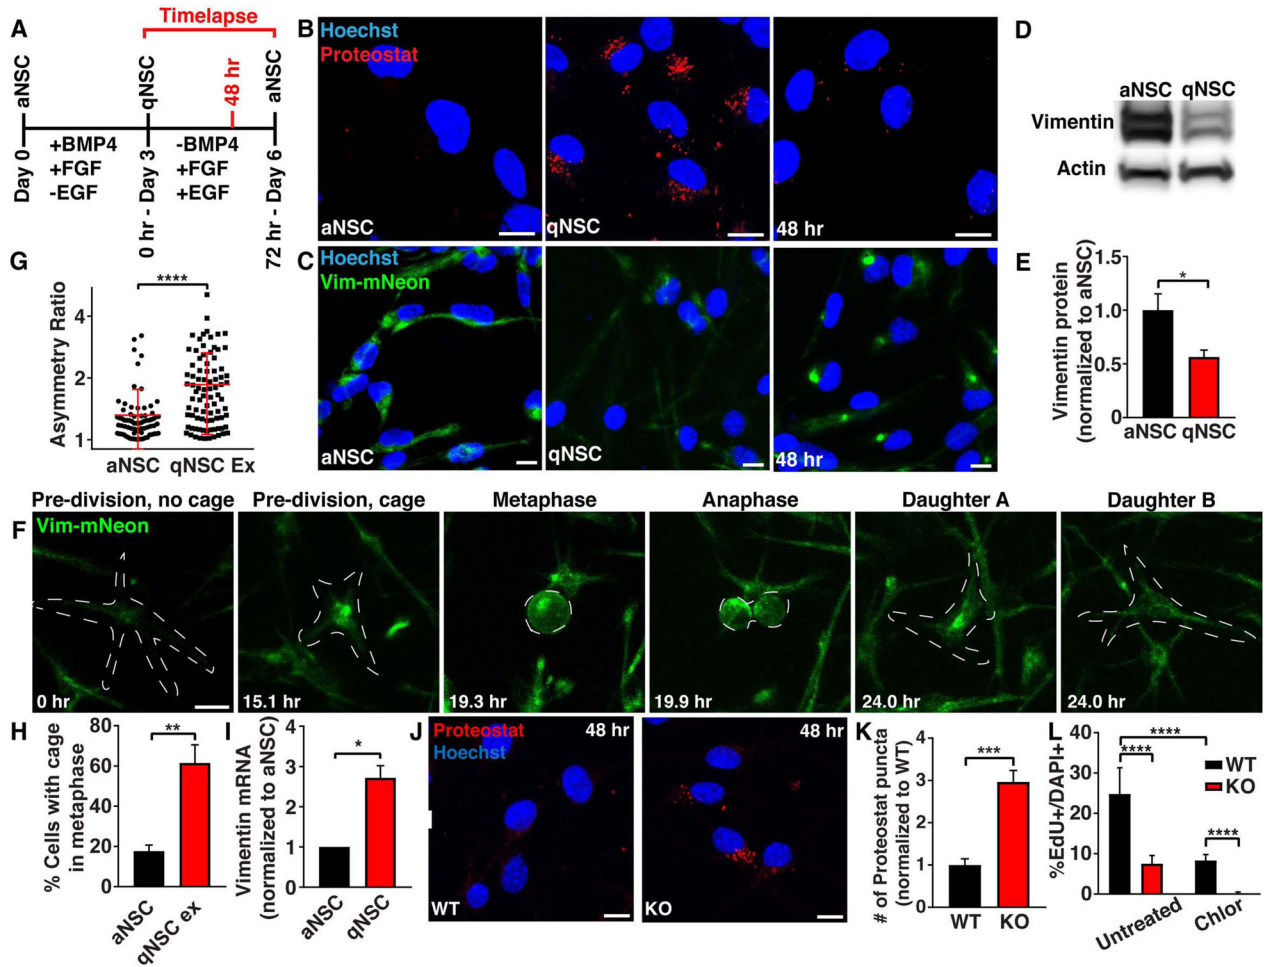 A
Timelapse
aNSC
qNSC
48 hr
aNSC
+BMP4
+FGF
-EGF
-BMP4
+FGF
+EGF
Day 0
0 hr - Day 3
72 hr - Day 6
B
Hoechst
Proteostat
aNSC
qNSC
48 hr
C
Hoechst
Vim-mNeon
aNSC
qNSC
48 hr
D
aNSC qNSC
Vimentin
Actin
E
Vimentin protein
(normalized to aNSC)
1.5
1.0
0.5
0
*
aNSC qNSC
G
Asymmetry Ratio
4
2
1
****
aNSC qNSC Ex
F
Pre-division, no cage
Pre-division, cage
Metaphase
Anaphase
Daughter A
Daughter B
Vim-mNeon
0 hr
15.1 hr
19.3 hr
19.9 hr
24.0 hr
24.0 hr
H
% Cells with cage
in metaphase
80
60
40
20
0
**
aNSC
qNSC ex
I
Vimentin mRNA
(normalized to aNSC)
4
3
2
1
0
*
aNSC
qNSC
J
Proteostat
Hoechst
48 hr
WT
48 hr
KO
K
# of Proteostat puncta
(normalized to WT)
4
3
2
1
0
***
WT KO
L
%EdU+/DAPI+
40
30
20
10
0
****
****
****
WT
KO
Untreated
Chlor